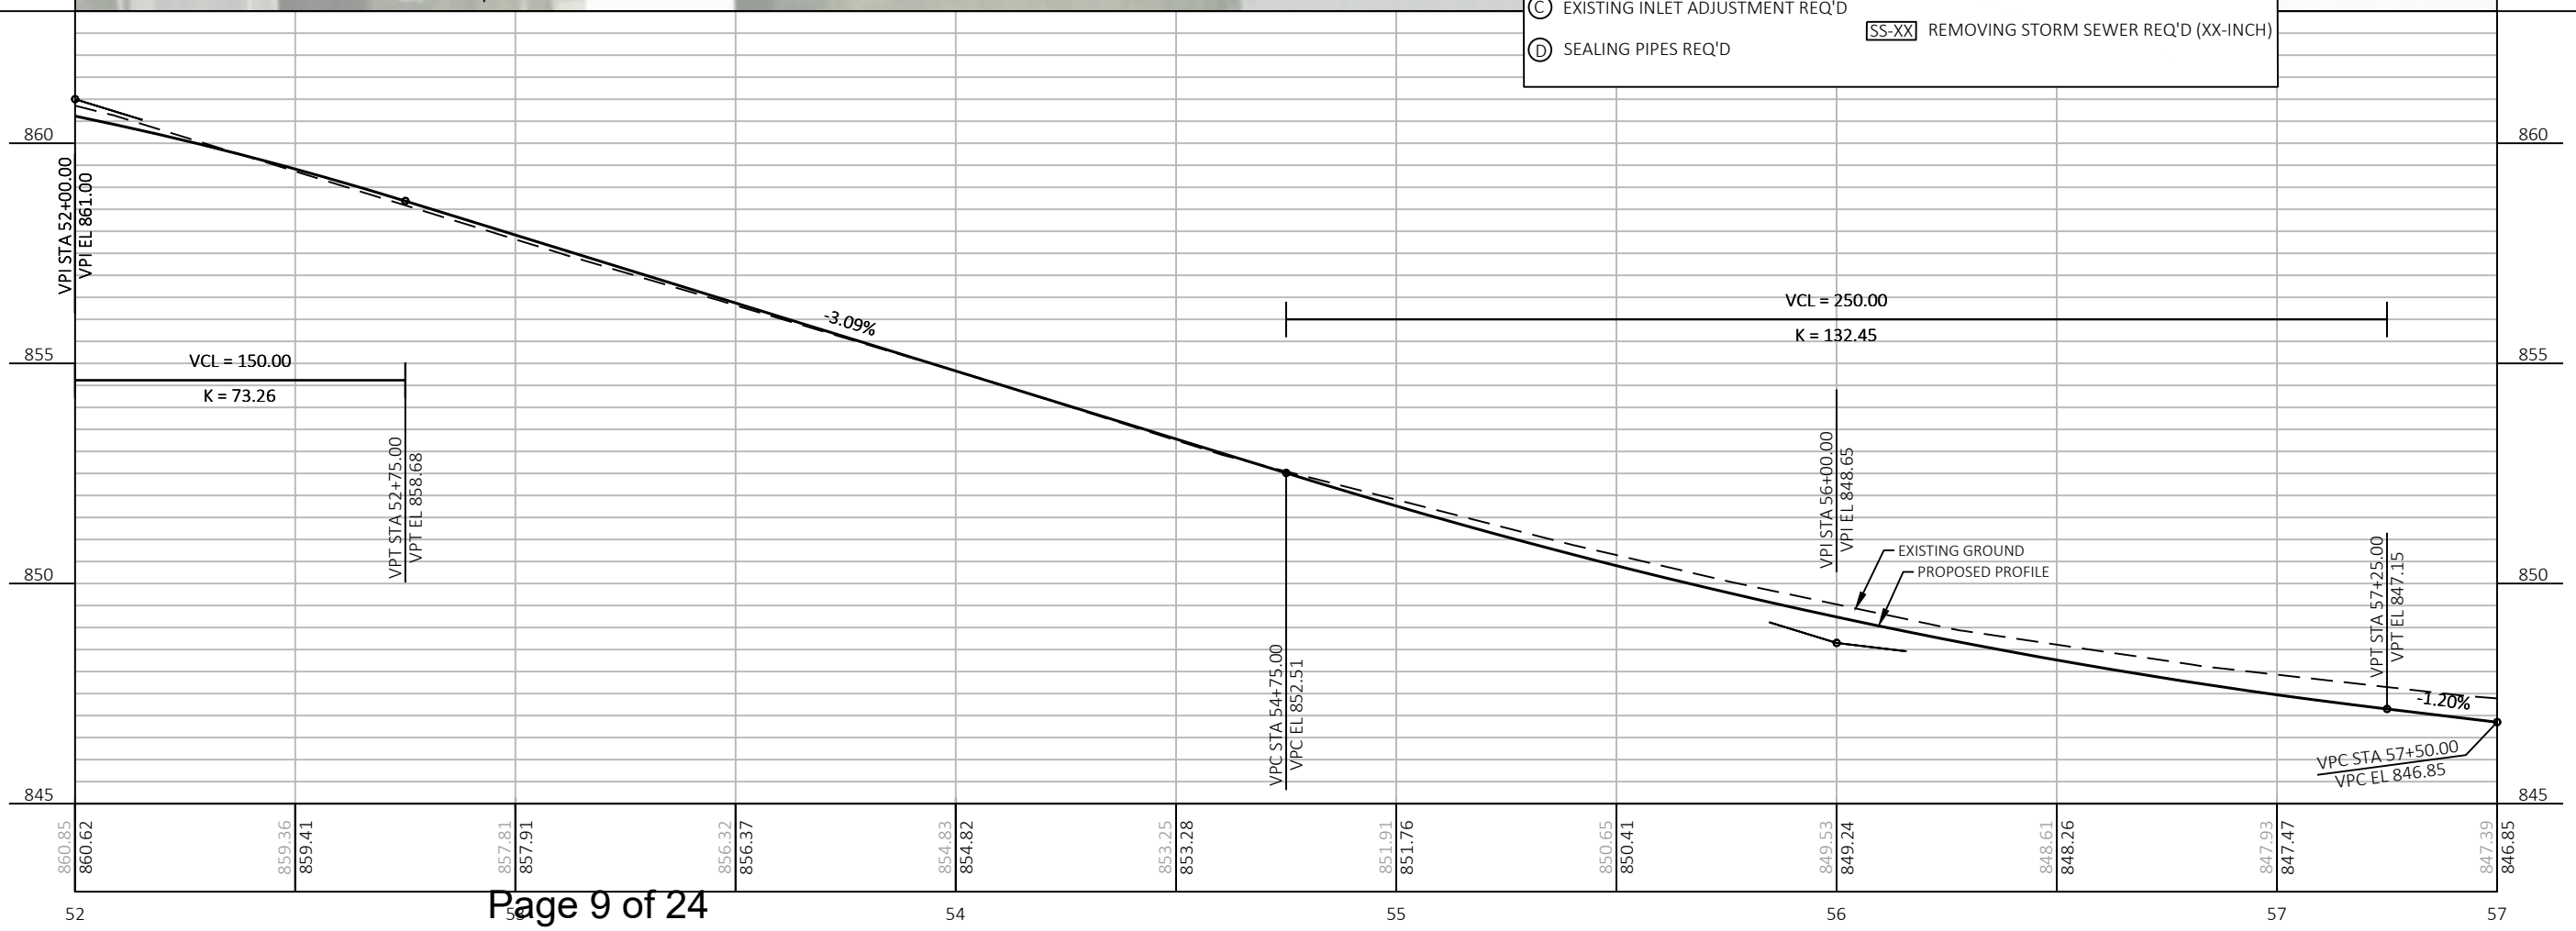 C EXISTING INLET ADJUSTMENT REQ'D
SS-XX REMOVING STORM SEWER REQ'D (XX-INCH)
D SEALING PIPES REQ'D
860
860
VPI STA 52+00.00
VPI EL 861.00
-3.09%
VCL = 250.00
K = 132.45
855
855
VCL = 150.00
K = 73.26
VPT STA 52+75.00
VPT EL 858.68
VPI STA 56+00.00
VPI EL 848.65
EXISTING GROUND
PROPOSED PROFILE
850
850
VPT STA 57+25.00
VPT EL 847.15
VPC STA 54+75.00
VPC EL 852.51
-1.20%
VPC STA 57+50.00
VPC EL 846.85
845
845
860.85 860.62 859.36 859.41 857.81 857.91 856.32 856.37 854.83 854.82 853.25 853.28 851.91 851.76 850.65 850.41 849.53 849.24 848.61 848.26 847.93 847.47 847.39 846.85
52 53 54 55 56 57 57
Page 9 of 24